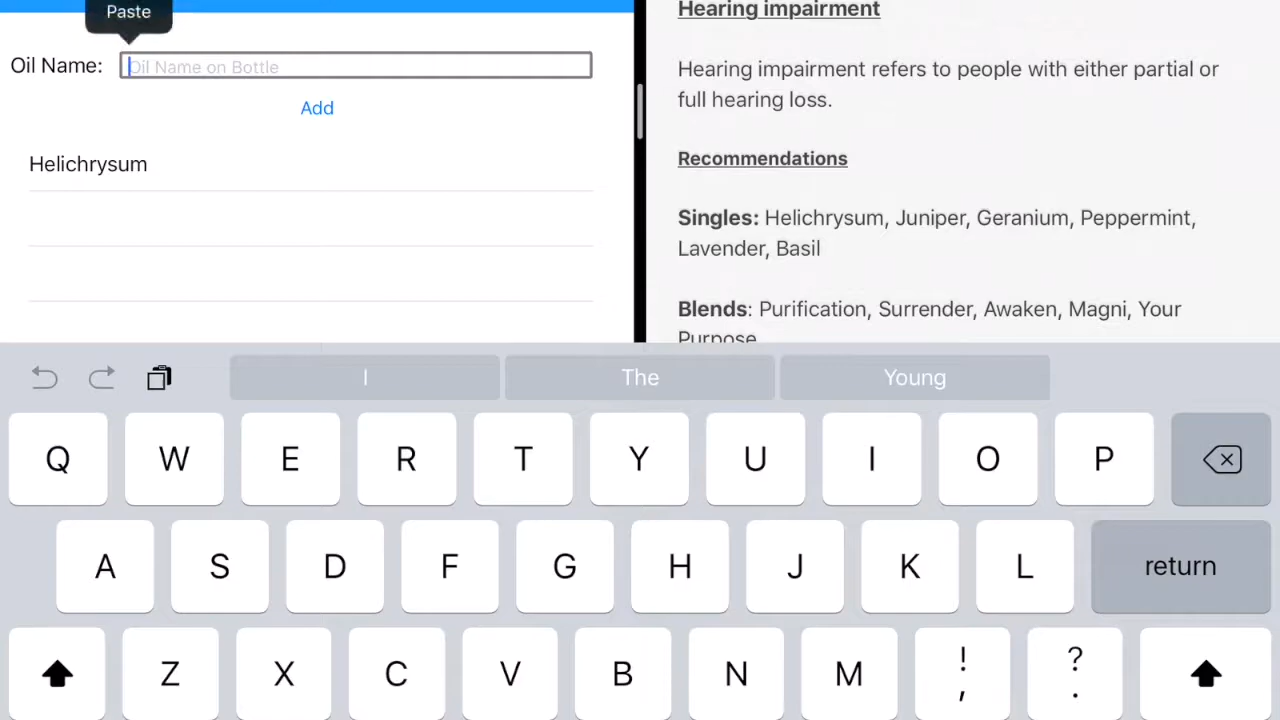 Paste
Oil Name: Oil Name on Bottle
Add
Helichrysum
Hearing impairment
Hearing impairment refers to people with either partial or
full hearing loss.
Recommendations
Singles: Helichrysum, Juniper, Geranium, Peppermint,
Lavender, Basil
Blends: Purification, Surrender, Awaken, Magni, Your
Purpose
I The Young
Q W E R T Y U I O P
A S D F G H J K L return
Z X C V B N M ! , ? .